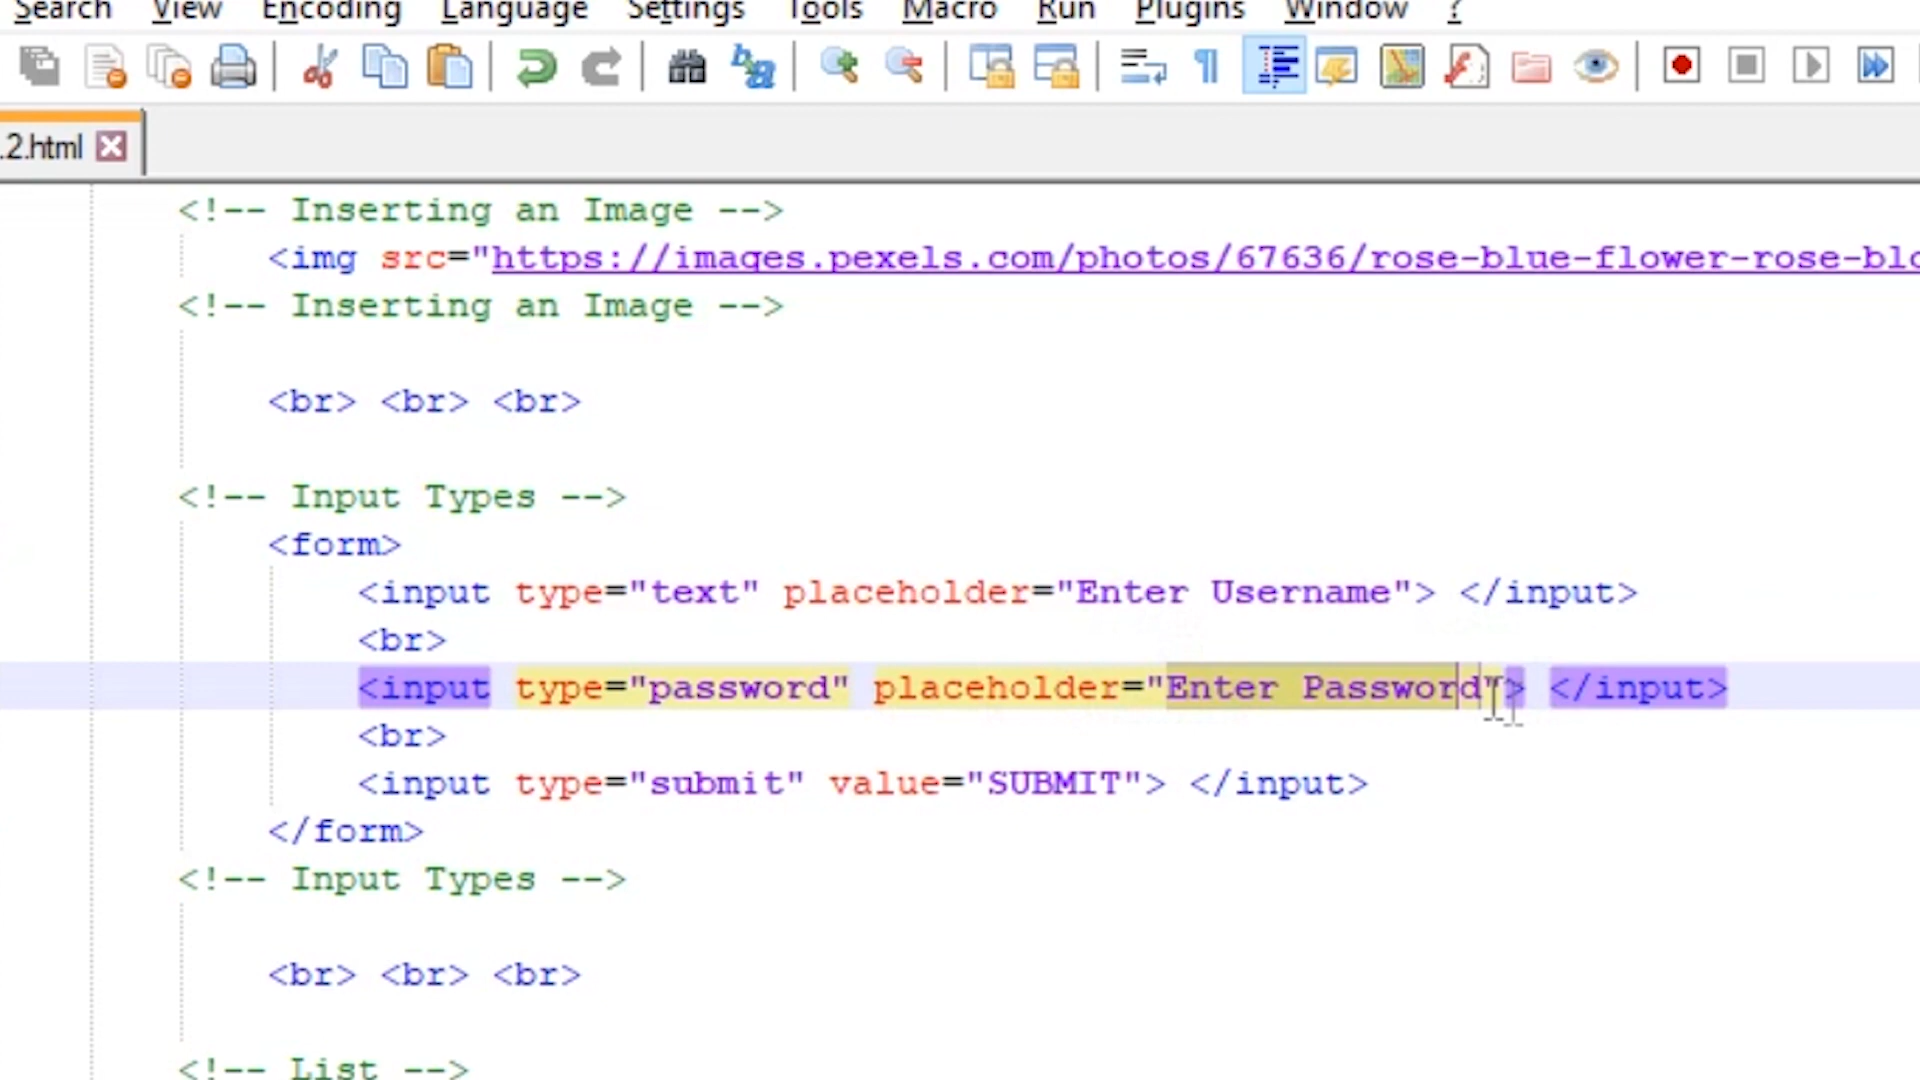 Search View Encoding Language Settings Tools Macro Run Plugins Window ?
.2.html
<!-- Inserting an Image -->
<img src="https://images.pexels.com/photos/67636/rose-blue-flower-rose-blo
<!-- Inserting an Image -->
<br> <br> <br>
<!-- Input Types -->
<form>
<input type="text" placeholder="Enter Username"> </input>
<br>
<input type="password" placeholder="Enter Password"> </input>
<br>
<input type="submit" value="SUBMIT"> </input>
</form>
<!-- Input Types -->
<br> <br> <br>
<!-- List -->